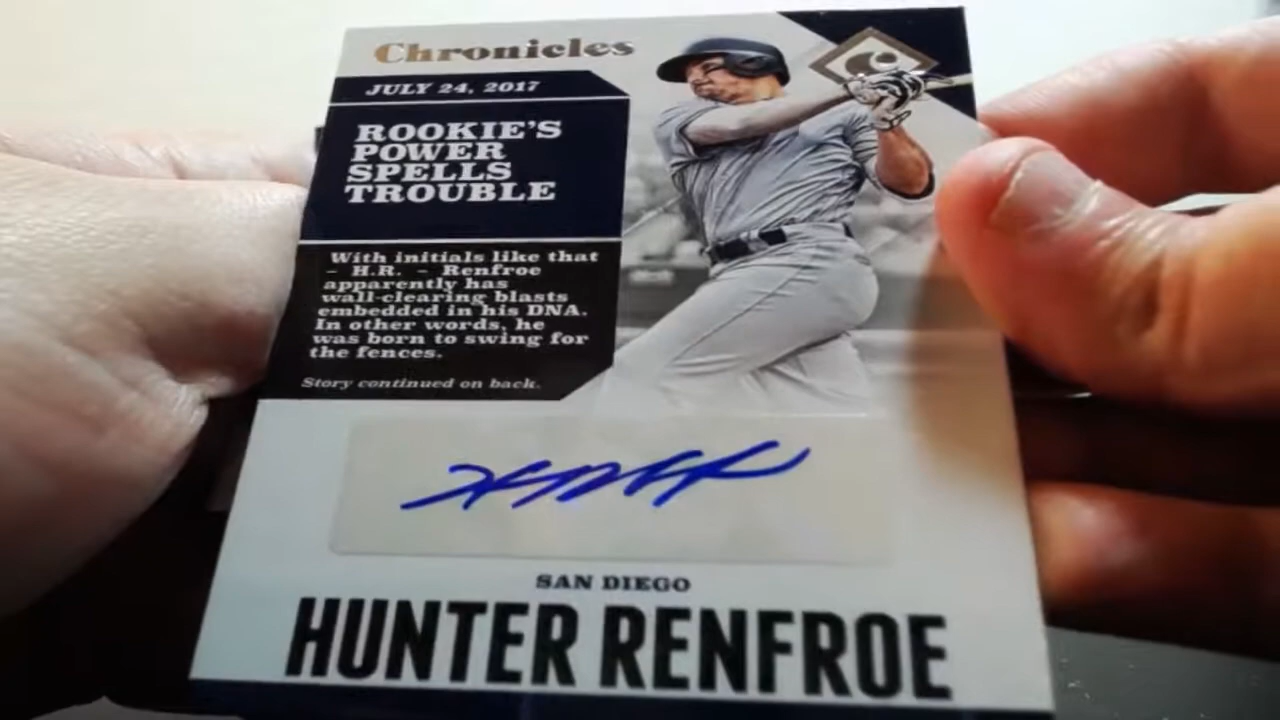 Chronicles
JULY 24, 2017
ROOKIE'S
POWER
SPELLS
TROUBLE
With initials like that
– H.R. – Renfroe
apparently has
wall-clearing blasts
embedded in his DNA.
In other words, he
was born to swing for
the fences.
Story continued on back.
SAN DIEGO
HUNTER RENFROE